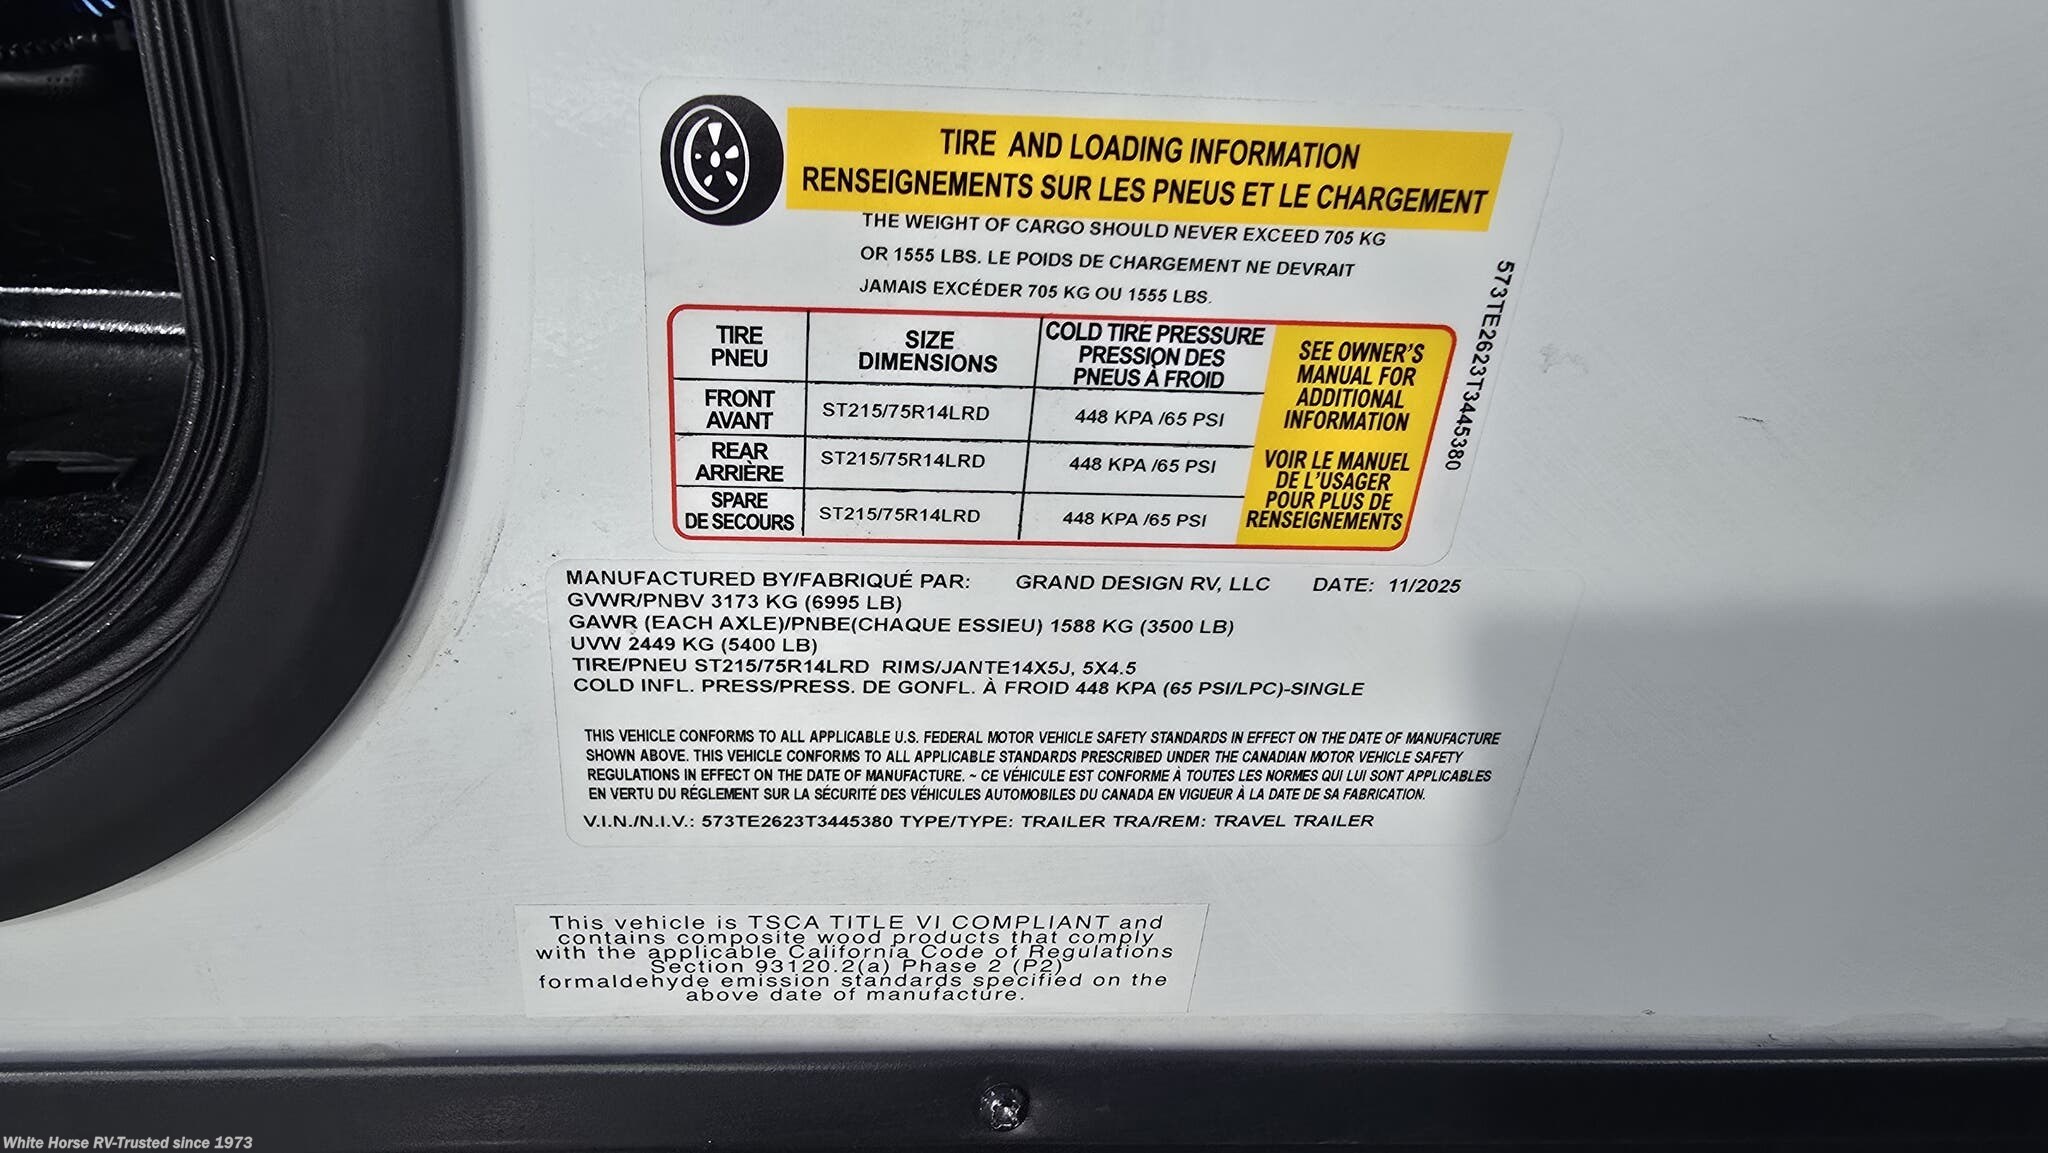 TIRE AND LOADING INFORMATION
RENSEIGNEMENTS SUR LES PNEUS ET LE CHARGEMENT
THE WEIGHT OF CARGO SHOULD NEVER EXCEED 705 KG
OR 1555 LBS. LE POIDS DE CHARGEMENT NE DEVRAIT
JAMAIS EXCÉDER 705 KG OU 1555 LBS.
573TE2623T3445380
TIRE
PNEU
SIZE
DIMENSIONS
COLD TIRE PRESSURE
PRESSION DES
PNEUS À FROID
FRONT
AVANT
ST215/75R14LRD
448 KPA /65 PSI
REAR
ARRIÈRE
ST215/75R14LRD
448 KPA /65 PSI
SPARE
DE SECOURS
ST215/75R14LRD
448 KPA /65 PSI
SEE OWNER'S
MANUAL FOR
ADDITIONAL
INFORMATION
VOIR LE MANUEL
DE L'USAGER
POUR PLUS DE
RENSEIGNEMENTS
MANUFACTURED BY/FABRIQUÉ PAR: GRAND DESIGN RV, LLC DATE: 11/2025
GVWR/PNBV 3173 KG (6995 LB)
GAWR (EACH AXLE)/PNBE(CHAQUE ESSIEU) 1588 KG (3500 LB)
UVW 2449 KG (5400 LB)
TIRE/PNEU ST215/75R14LRD RIMS/JANTE14X5J, 5X4.5
COLD INFL. PRESS/PRESS. DE GONFL. À FROID 448 KPA (65 PSI/LPC)-SINGLE
THIS VEHICLE CONFORMS TO ALL APPLICABLE U.S. FEDERAL MOTOR VEHICLE SAFETY STANDARDS IN EFFECT ON THE DATE OF MANUFACTURE
SHOWN ABOVE. THIS VEHICLE CONFORMS TO ALL APPLICABLE STANDARDS PRESCRIBED UNDER THE CANADIAN MOTOR VEHICLE SAFETY
REGULATIONS IN EFFECT ON THE DATE OF MANUFACTURE. ~ CE VÉHICULE EST CONFORME À TOUTES LES NORMES QUI LUI SONT APPLICABLES
EN VERTU DU RÉGLEMENT SUR LA SÉCURITÉ DES VÉHICULES AUTOMOBILES DU CANADA EN VIGUEUR À LA DATE DE SA FABRICATION.
V.I.N./N.I.V.: 573TE2623T3445380 TYPE/TYPE: TRAILER TRA/REM: TRAVEL TRAILER
This vehicle is TSCA TITLE VI COMPLIANT and
contains composite wood products that comply
with the applicable California Code of Regulations
Section 93120.2(a) Phase 2 (P2)
formaldehyde emission standards specified on the
above date of manufacture.
White Horse RV-Trusted since 1973